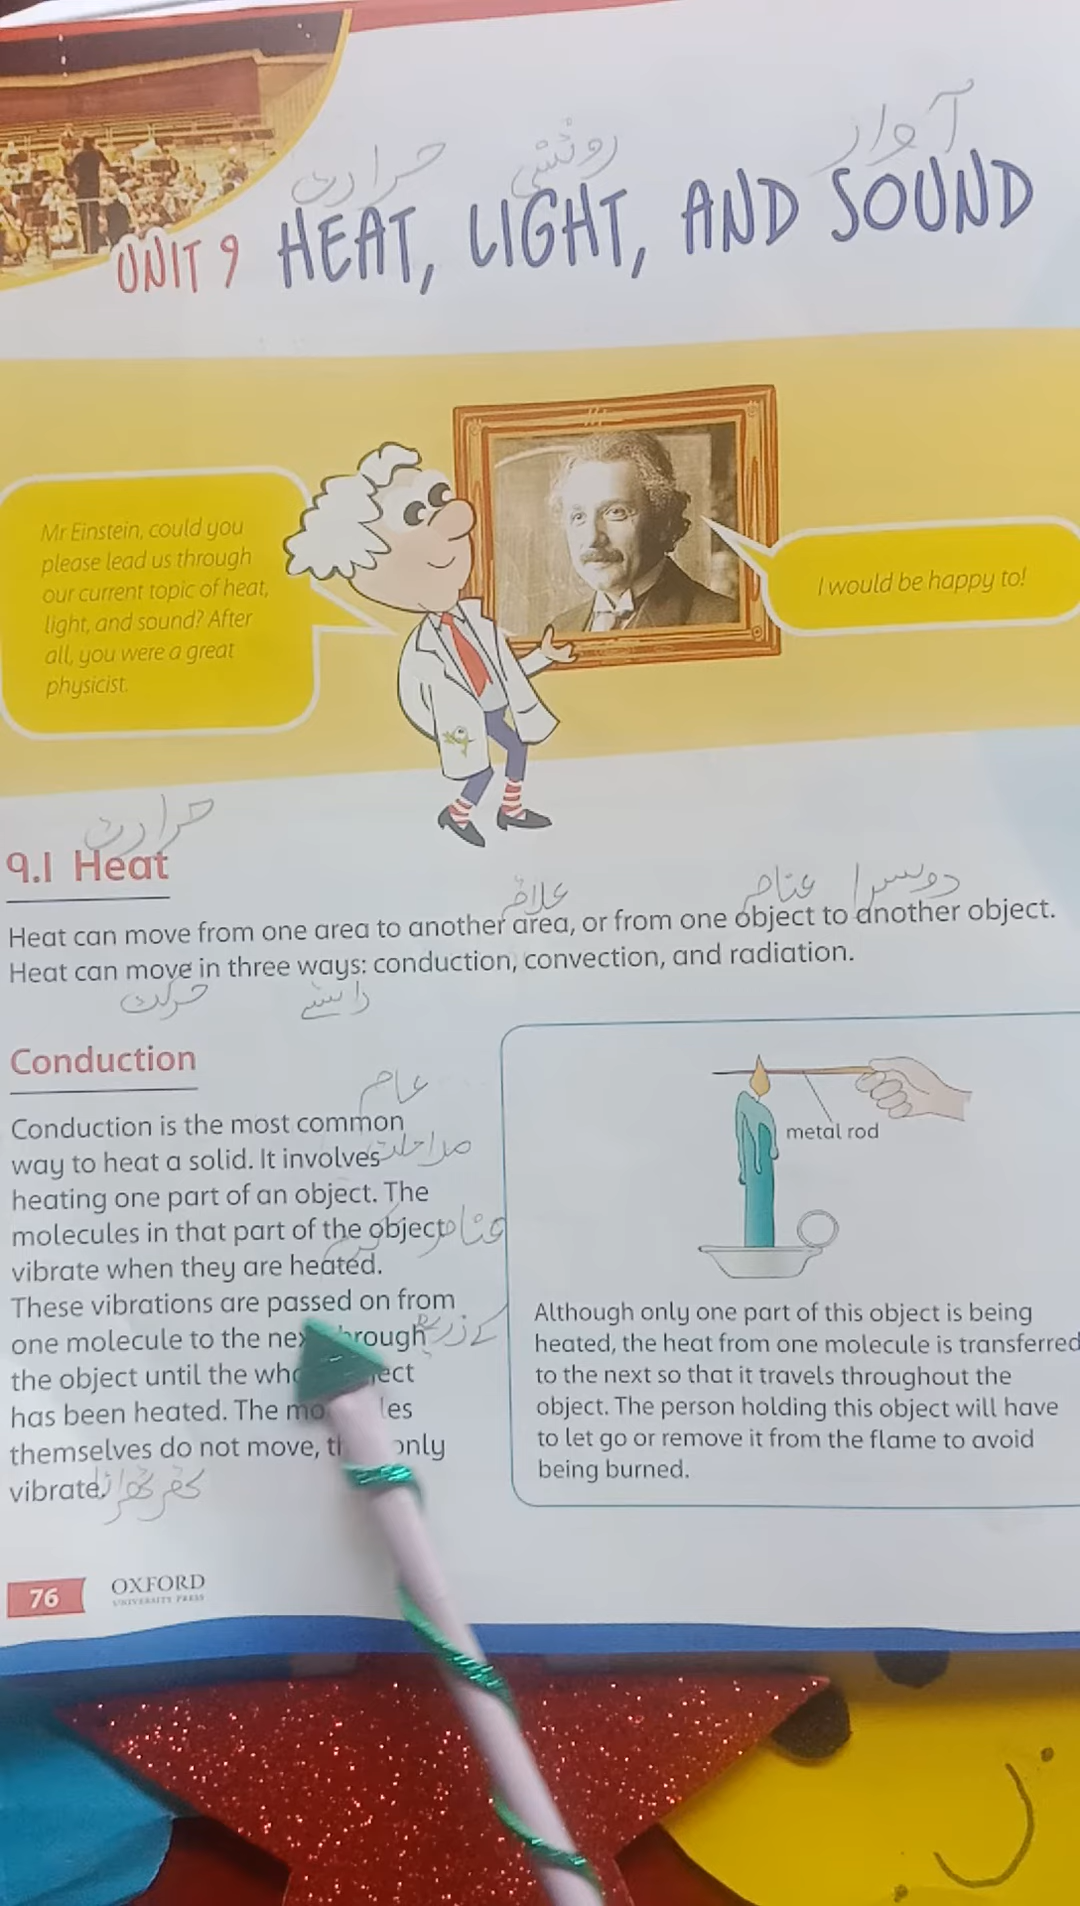 حرارت روشنی آواز
UNIT 9 HEAT, LIGHT, AND SOUND
Mr Einstein, could you
please lead us through
our current topic of heat,
light, and sound? After
all, you were a great
physicist.
I would be happy to!
حرارت
9.1 Heat
علاقہ دوسرا
Heat can move from one area to another area, or from one object to another object.
Heat can move in three ways: conduction, convection, and radiation.
حرکت راستے
Conduction
عام
Conduction is the most common
way to heat a solid. It involves
heating one part of an object. The
molecules in that part of the object
vibrate when they are heated.
These vibrations are passed on from
one molecule to the through کے ذریعے
the object until the
has been heated. The
themselves do not move, only
vibrate.
metal rod
Although only one part of this object is being
heated, the heat from one molecule is transferred
to the next so that it travels throughout the
object. The person holding this object will have
to let go or remove it from the flame to avoid
being burned.
76
OXFORD
UNIVERSITY PRESS